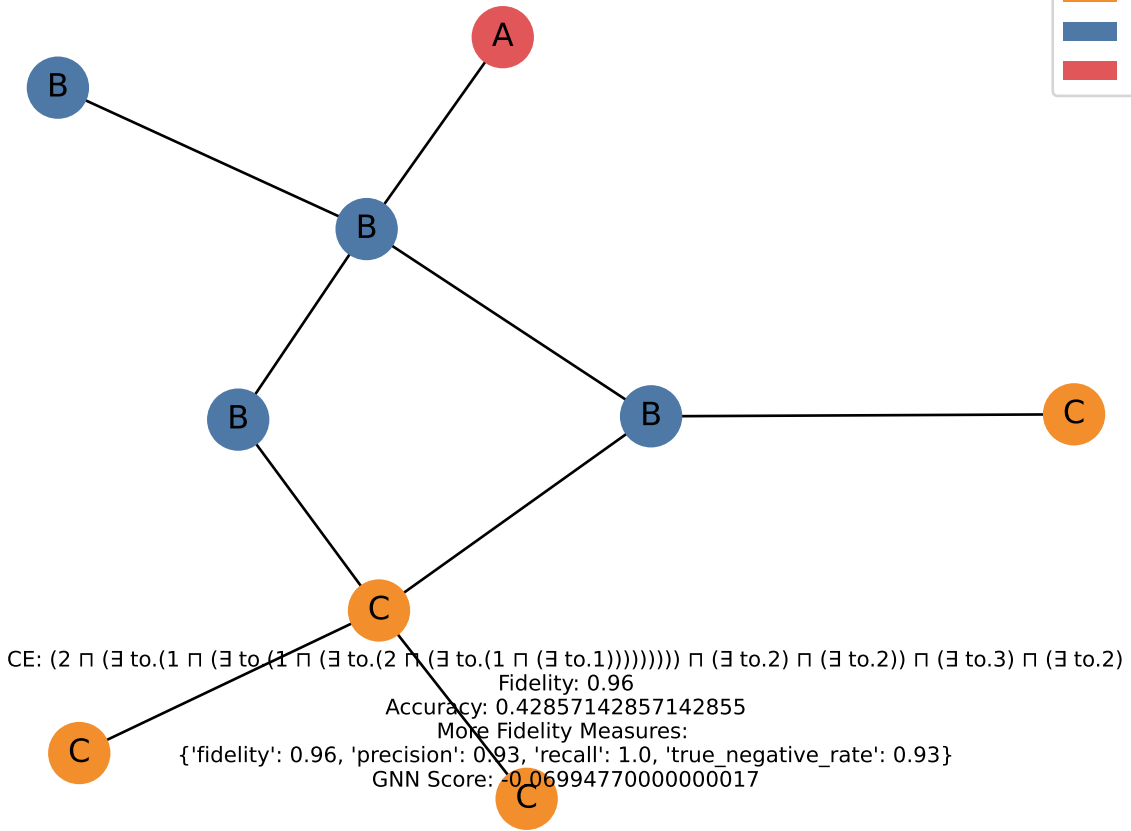 A
B
B
B
B
C
C
CE: (2 ⊓ (∃ to.(1 ⊓ (∃ to.(1 ⊓ (∃ to.(2 ⊓ (∃ to.(1 ⊓ (∃ to.1))))))))) ⊓ (∃ to.2) ⊓ (∃ to.2)) ⊓ (∃ to.3) ⊓ (∃ to.2)
Fidelity: 0.96
Accuracy: 0.42857142857142855
More Fidelity Measures:
C
{'fidelity': 0.96, 'precision': 0.93, 'recall': 1.0, 'true_negative_rate': 0.93}
GNN Score: -0.06994770000000017
C